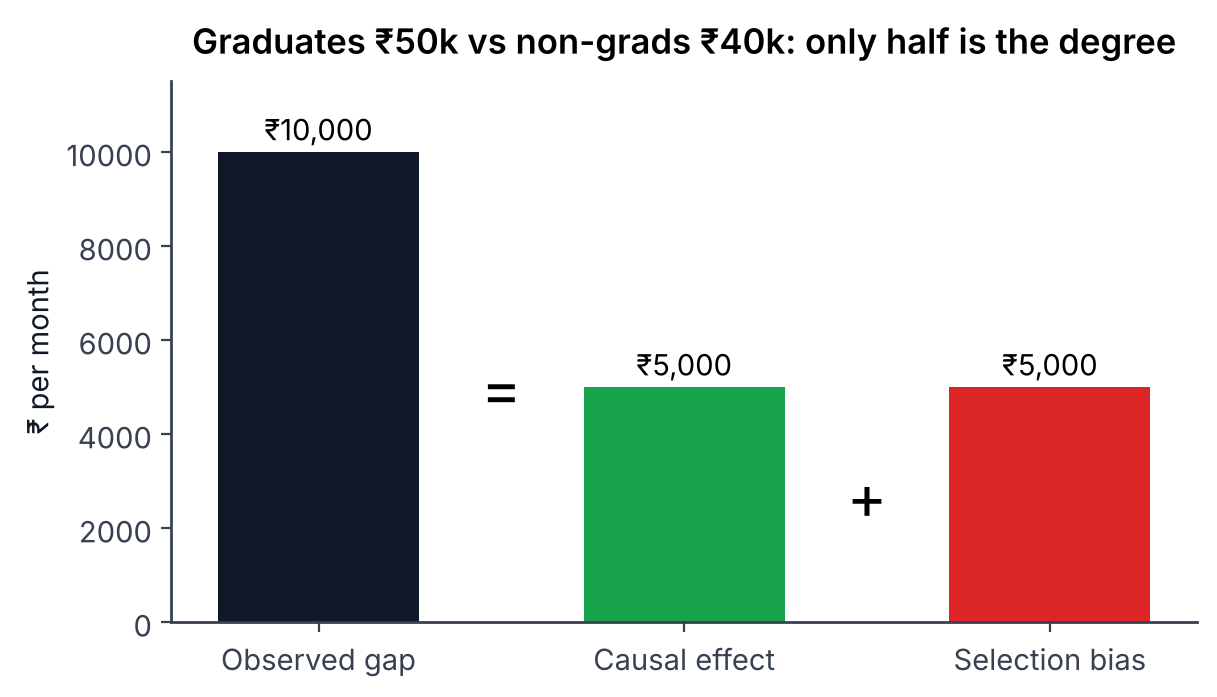 Graduates ₹50k vs non-grads ₹40k: only half is the degree
₹10,000
10000
8000
6000
4000
2000
0
₹ per month
=
₹5,000
+
₹5,000
Observed gap
Causal effect
Selection bias